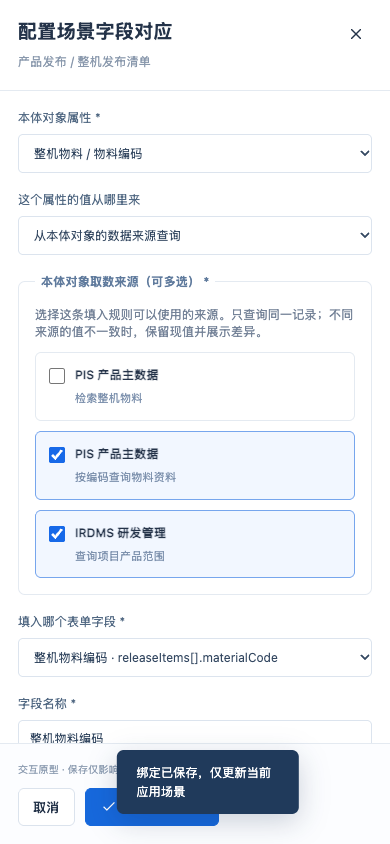 配置场景字段对应
产品发布 / 整机发布清单
本体对象属性 *
整机物料 / 物料编码
这个属性的值从哪里来
从本体对象的数据来源查询
本体对象取数来源（可多选） *
选择这条填入规则可以使用的来源。只查询同一记录；不同
来源的值不一致时，保留现值并展示差异。
PIS 产品主数据
检索整机物料
PIS 产品主数据
按编码查询物料资料
IRDMS 研发管理
查询项目产品范围
填入哪个表单字段 *
整机物料编码 · releaseItems[].materialCode
字段名称 *
整机物料编码
交互原型 · 保存仅影响
绑定已保存，仅更新当前
应用场景
取消